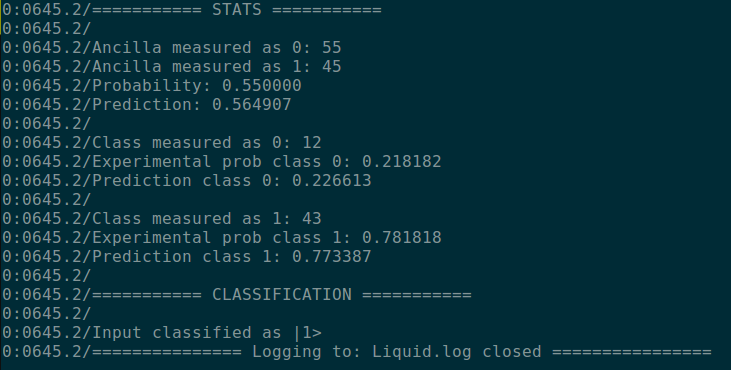 0:0645.2/=========== STATS ===========
0:0645.2/
0:0645.2/Ancilla measured as 0: 55
0:0645.2/Ancilla measured as 1: 45
0:0645.2/Probability: 0.550000
0:0645.2/Prediction: 0.564907
0:0645.2/
0:0645.2/Class measured as 0: 12
0:0645.2/Experimental prob class 0: 0.218182
0:0645.2/Prediction class 0: 0.226613
0:0645.2/
0:0645.2/Class measured as 1: 43
0:0645.2/Experimental prob class 1: 0.781818
0:0645.2/Prediction class 1: 0.773387
0:0645.2/
0:0645.2/=========== CLASSIFICATION ===========
0:0645.2/
0:0645.2/Input classified as |1>
0:0645.2/=============== Logging to: Liquid.log closed ================